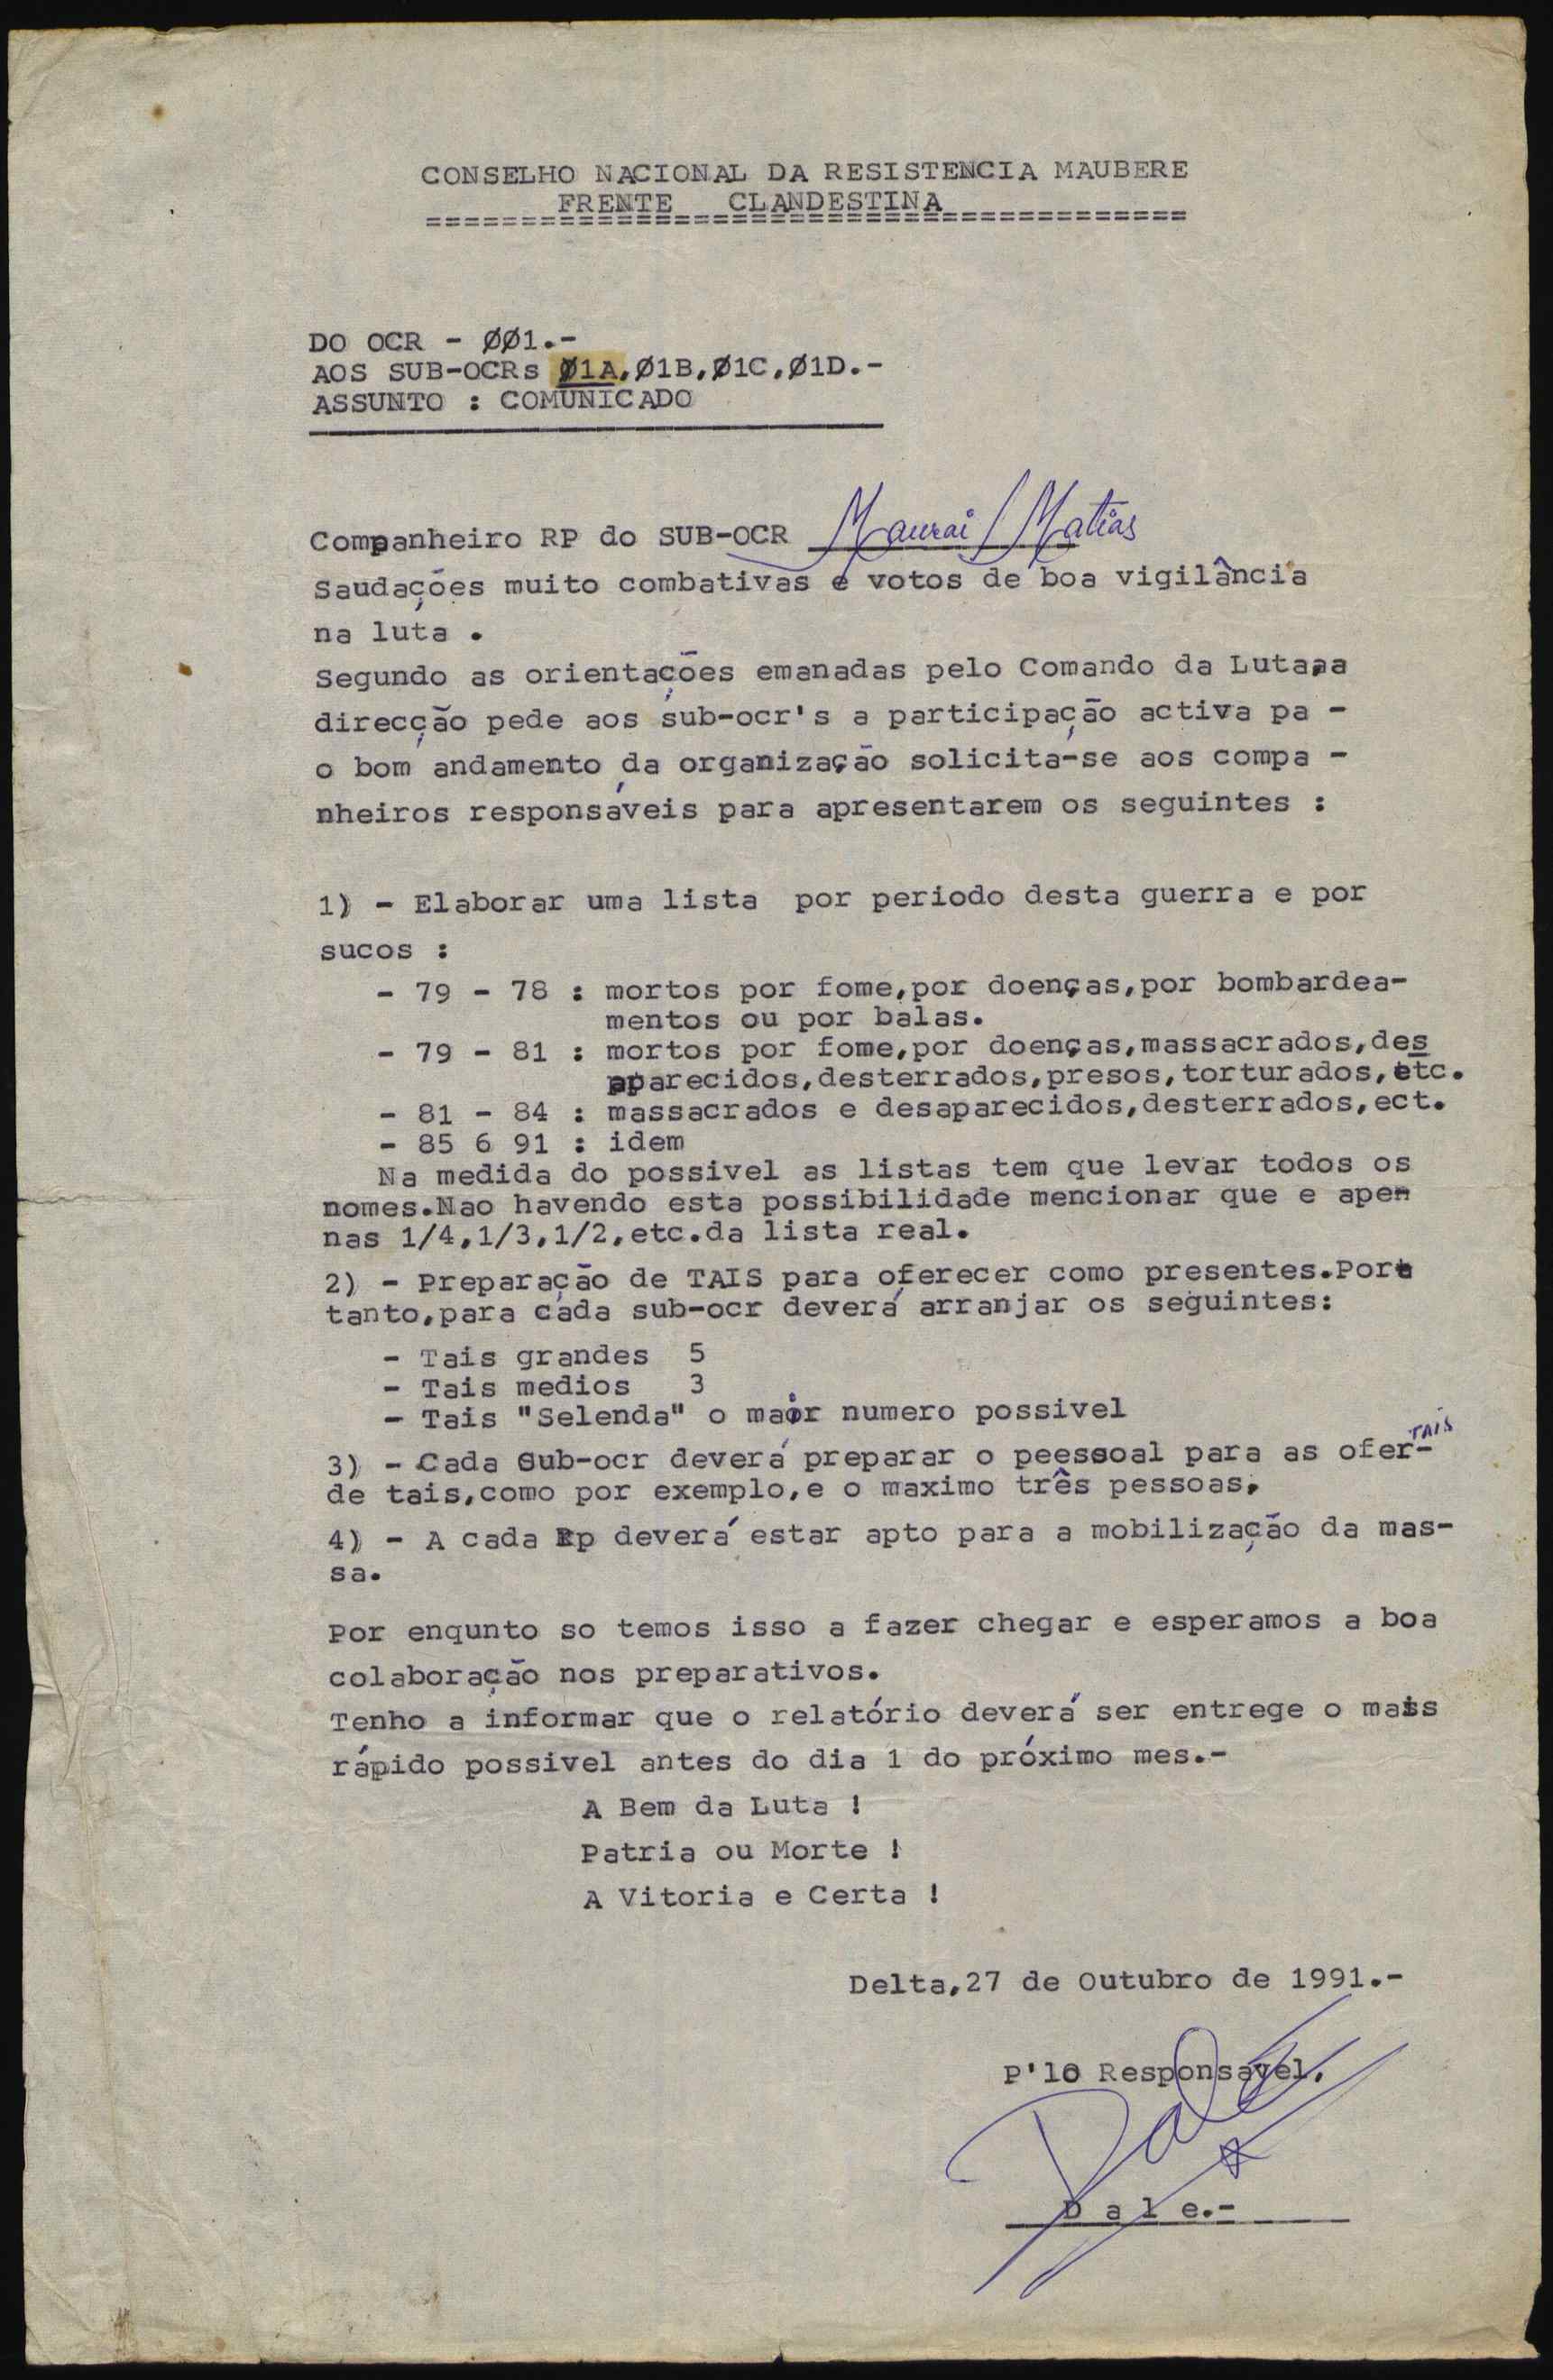 CONSELHO NACIONAL DA RESISTENCIA MAUBERE
FRENTE CLANDESTINA
========================================
DO OCR - ØØ1.-
AOS SUB-OCRs Ø1A,Ø1B,Ø1C,Ø1D.-
ASSUNTO : COMUNICADO
Companheiro RP do SUB-OCR Maurai / Matias
Saudações muito combativas e votos de boa vigilância
na luta .
Segundo as orientações emanadas pelo Comando da Luta,a
direcção pede aos sub-ocr's a participação activa pa -
o bom andamento da organização solicita-se aos compa -
nheiros responsáveis para apresentarem os seguintes :
1) - Elaborar uma lista por periodo desta guerra e por
sucos :
- 79 - 78 : mortos por fome,por doenças,por bombardea-
mentos ou por balas.
- 79 - 81 : mortos por fome,por doenças,massacrados,des
aparecidos,desterrados,presos,torturados,etc.
- 81 - 84 : massacrados e desaparecidos,desterrados,ect.
- 85 6 91 : idem
Na medida do possivel as listas tem que levar todos os
nomes.Nao havendo esta possibilidade mencionar que e apen
nas 1/4,1/3,1/2,etc.da lista real.
2) - Preparação de TAIS para oferecer como presentes.Port
tanto,para cada sub-ocr deverá arranjar os seguintes:
- Tais grandes 5
- Tais medios 3
- Tais "Selenda" o maior numero possivel
3) - Cada Sub-ocr deverá preparar o peessoal para as ofer- TAIS
de tais,como por exemplo,e o maximo três pessoas.
4) - A cada Rp deverá estar apto para a mobilização da mas-
sa.
Por enqunto so temos isso a fazer chegar e esperamos a boa
colaboração nos preparativos.
Tenho a informar que o relatório deverá ser entrege o mais
rápido possivel antes do dia 1 do próximo mes.-
A Bem da Luta !
Patria ou Morte !
A Vitoria e Certa !
Delta,27 de Outubro de 1991.-
P'lo Responsável,
Dale
D a l e.-